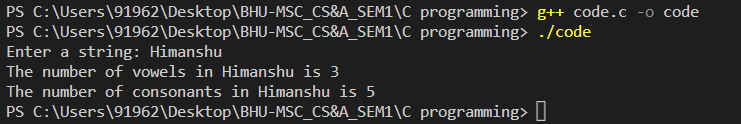 PS C:\Users\91962\Desktop\BHU-MSC_CS&A_SEM1\C programming> g++ code.c -o code
PS C:\Users\91962\Desktop\BHU-MSC_CS&A_SEM1\C programming> ./code
Enter a string: Himanshu
The number of vowels in Himanshu is 3
The number of consonants in Himanshu is 5
PS C:\Users\91962\Desktop\BHU-MSC_CS&A_SEM1\C programming>